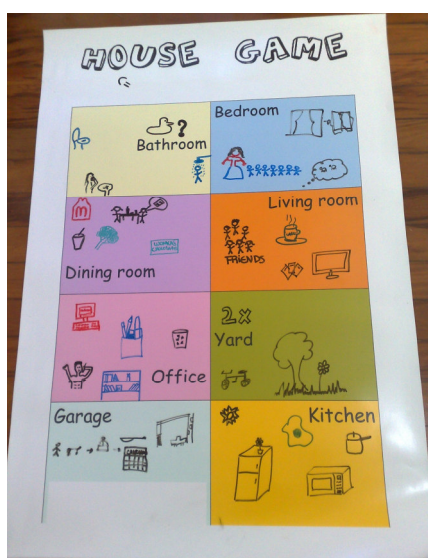 HOUSE GAME
?
Bathroom
Bedroom
m
Dining room
Living room
FRIENDS
Office
2x
Yard
Garage
Kitchen